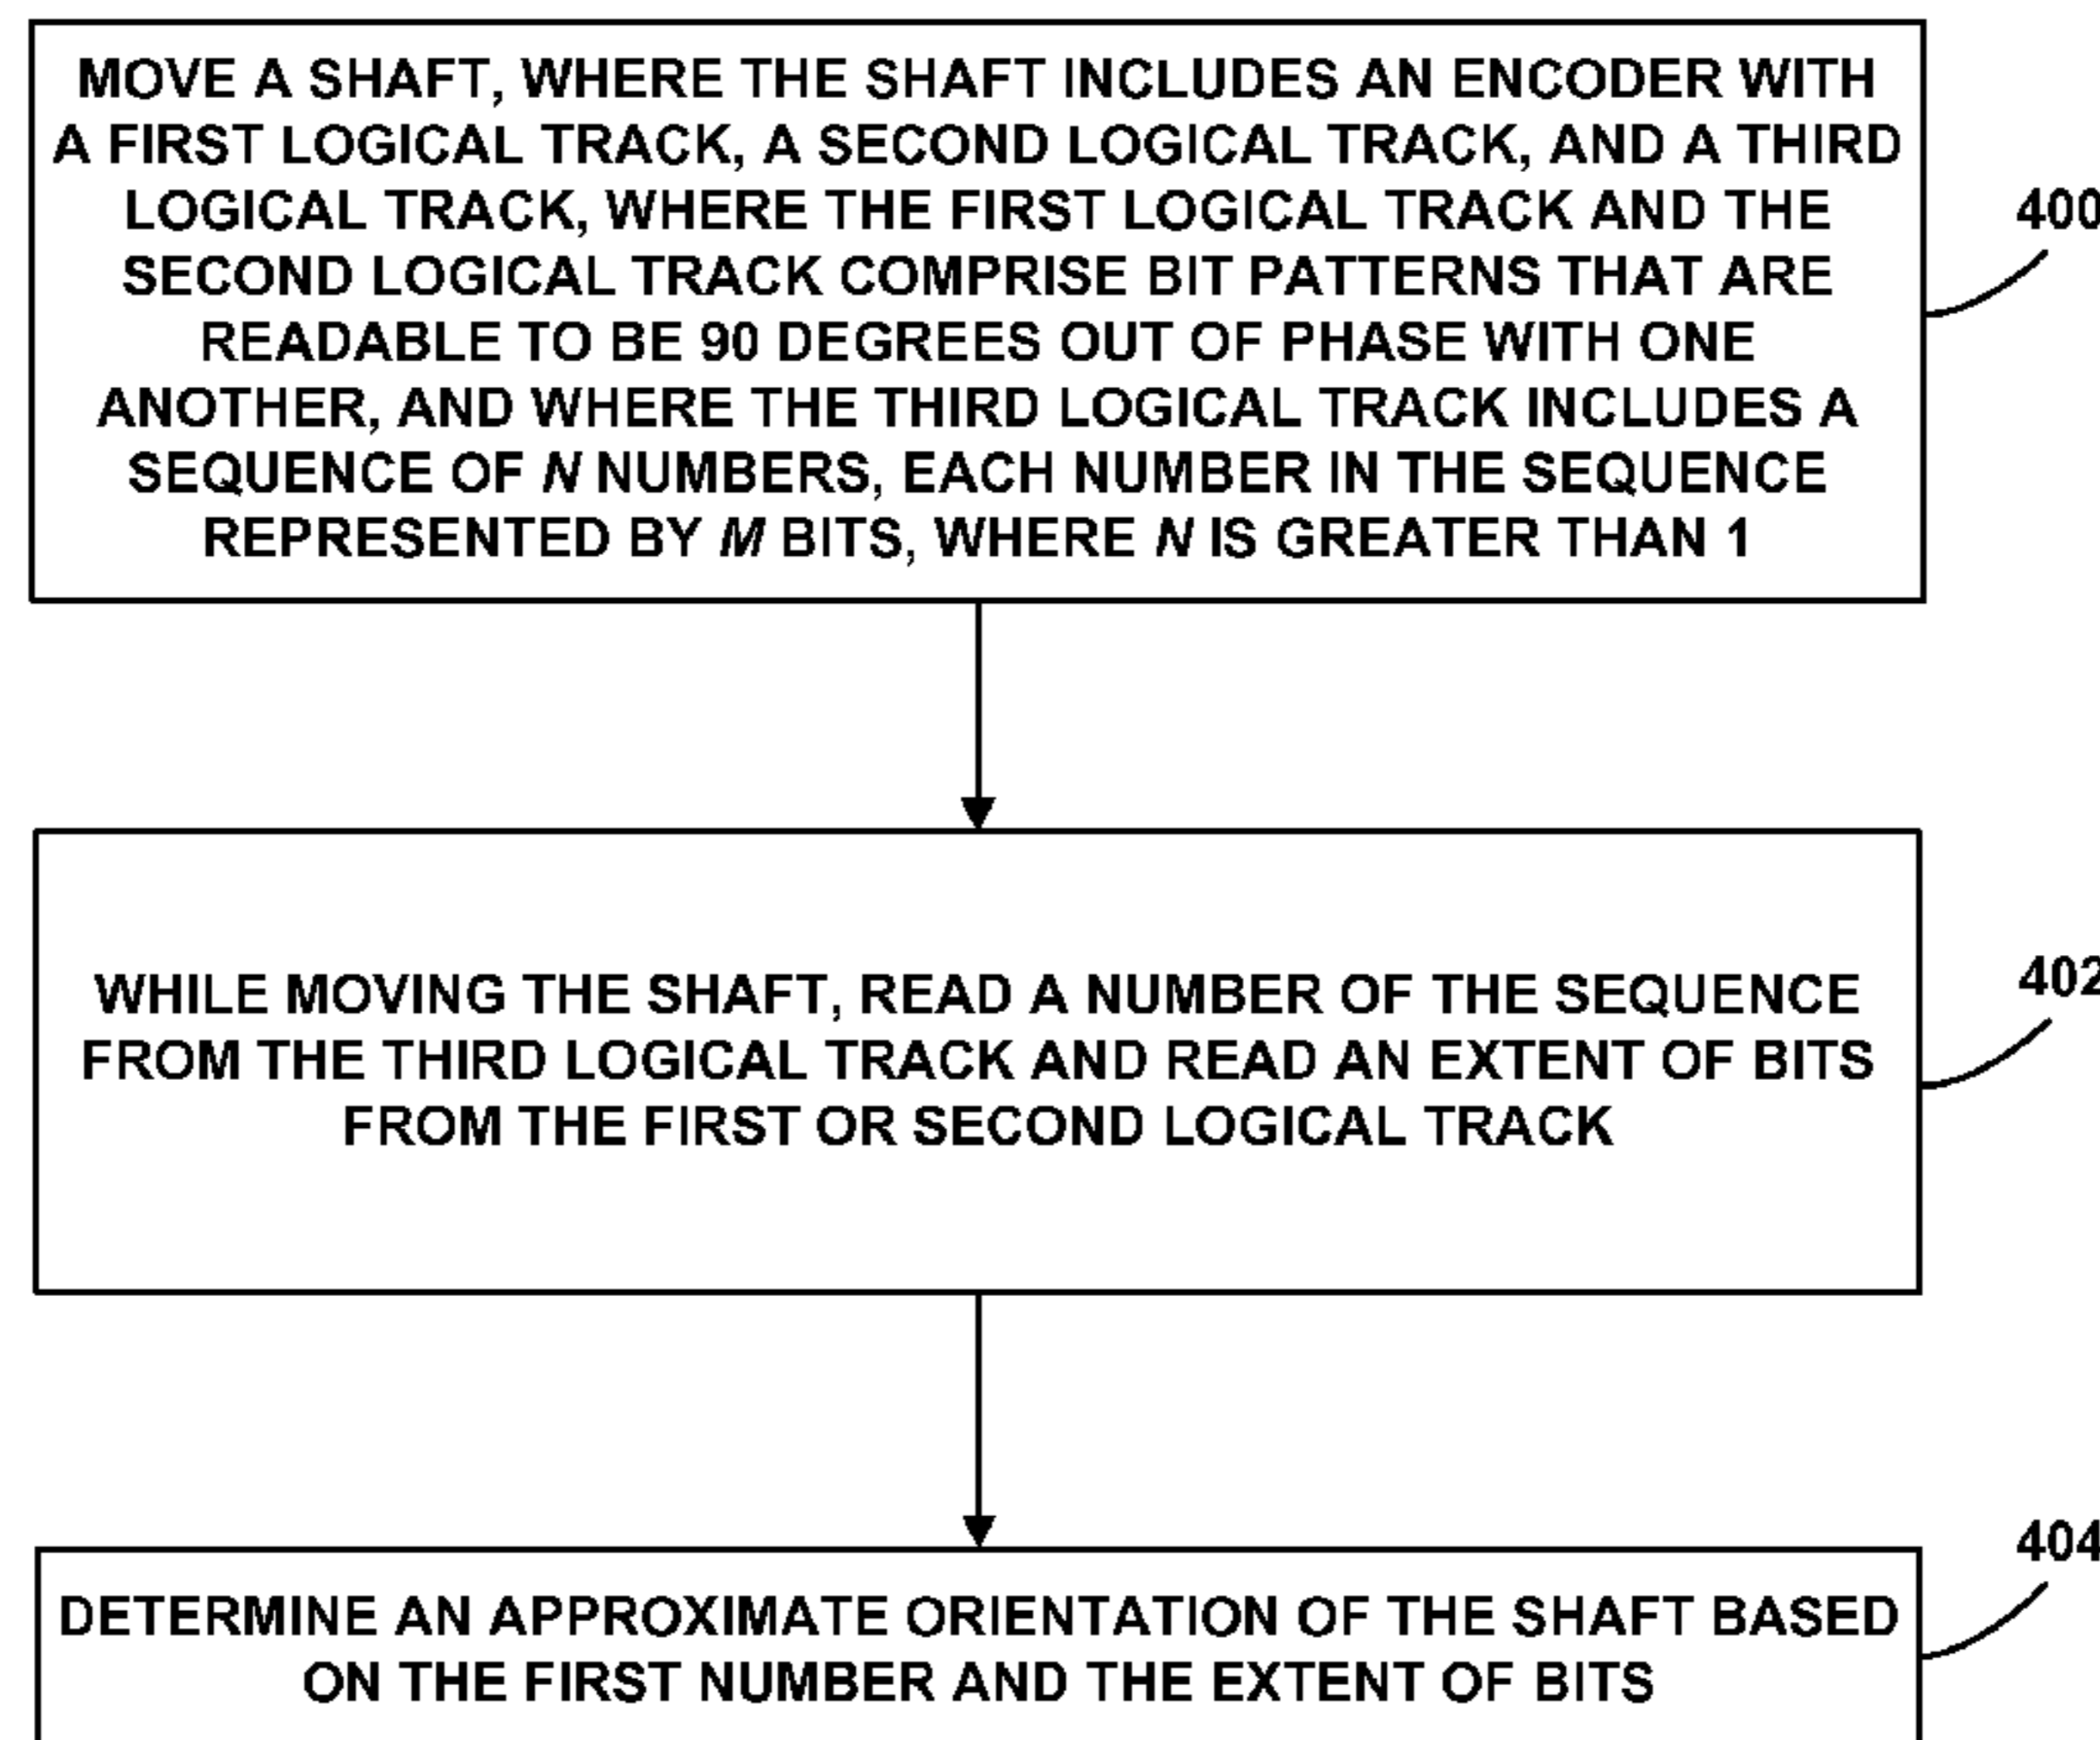 MOVE A SHAFT, WHERE THE SHAFT INCLUDES AN ENCODER WITH
A FIRST LOGICAL TRACK, A SECOND LOGICAL TRACK, AND A THIRD
LOGICAL TRACK, WHERE THE FIRST LOGICAL TRACK AND THE
SECOND LOGICAL TRACK COMPRISE BIT PATTERNS THAT ARE
READABLE TO BE 90 DEGREES OUT OF PHASE WITH ONE
ANOTHER, AND WHERE THE THIRD LOGICAL TRACK INCLUDES A
SEQUENCE OF N NUMBERS, EACH NUMBER IN THE SEQUENCE
REPRESENTED BY M BITS, WHERE N IS GREATER THAN 1
400
WHILE MOVING THE SHAFT, READ A NUMBER OF THE SEQUENCE
FROM THE THIRD LOGICAL TRACK AND READ AN EXTENT OF BITS
FROM THE FIRST OR SECOND LOGICAL TRACK
402
DETERMINE AN APPROXIMATE ORIENTATION OF THE SHAFT BASED
ON THE FIRST NUMBER AND THE EXTENT OF BITS
404